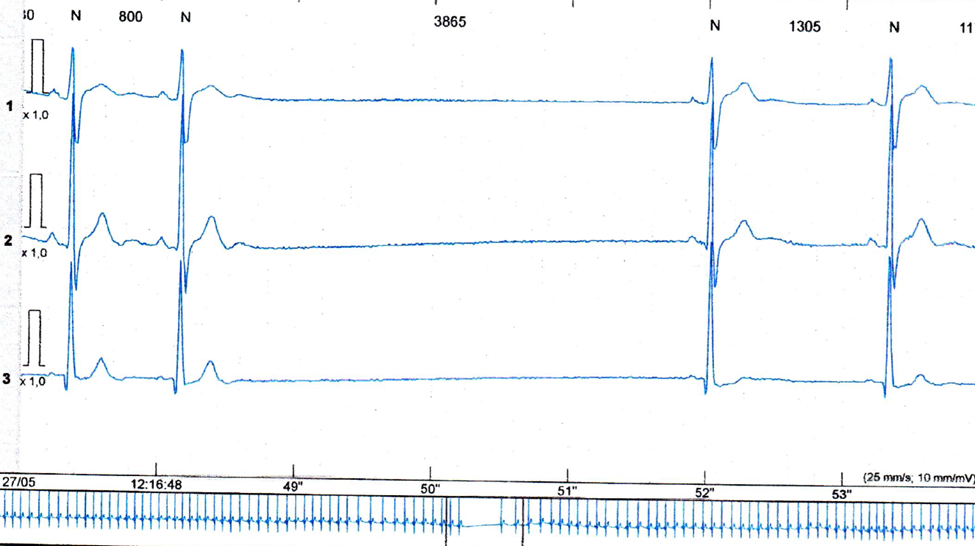 N 800 N 3865 N 1305 N 11
1
x 1,0
2
x 1,0
3
x 1,0
27/05 12:16:48 49" 50" 51" 52" 53" (25 mm/s; 10 mm/mV)